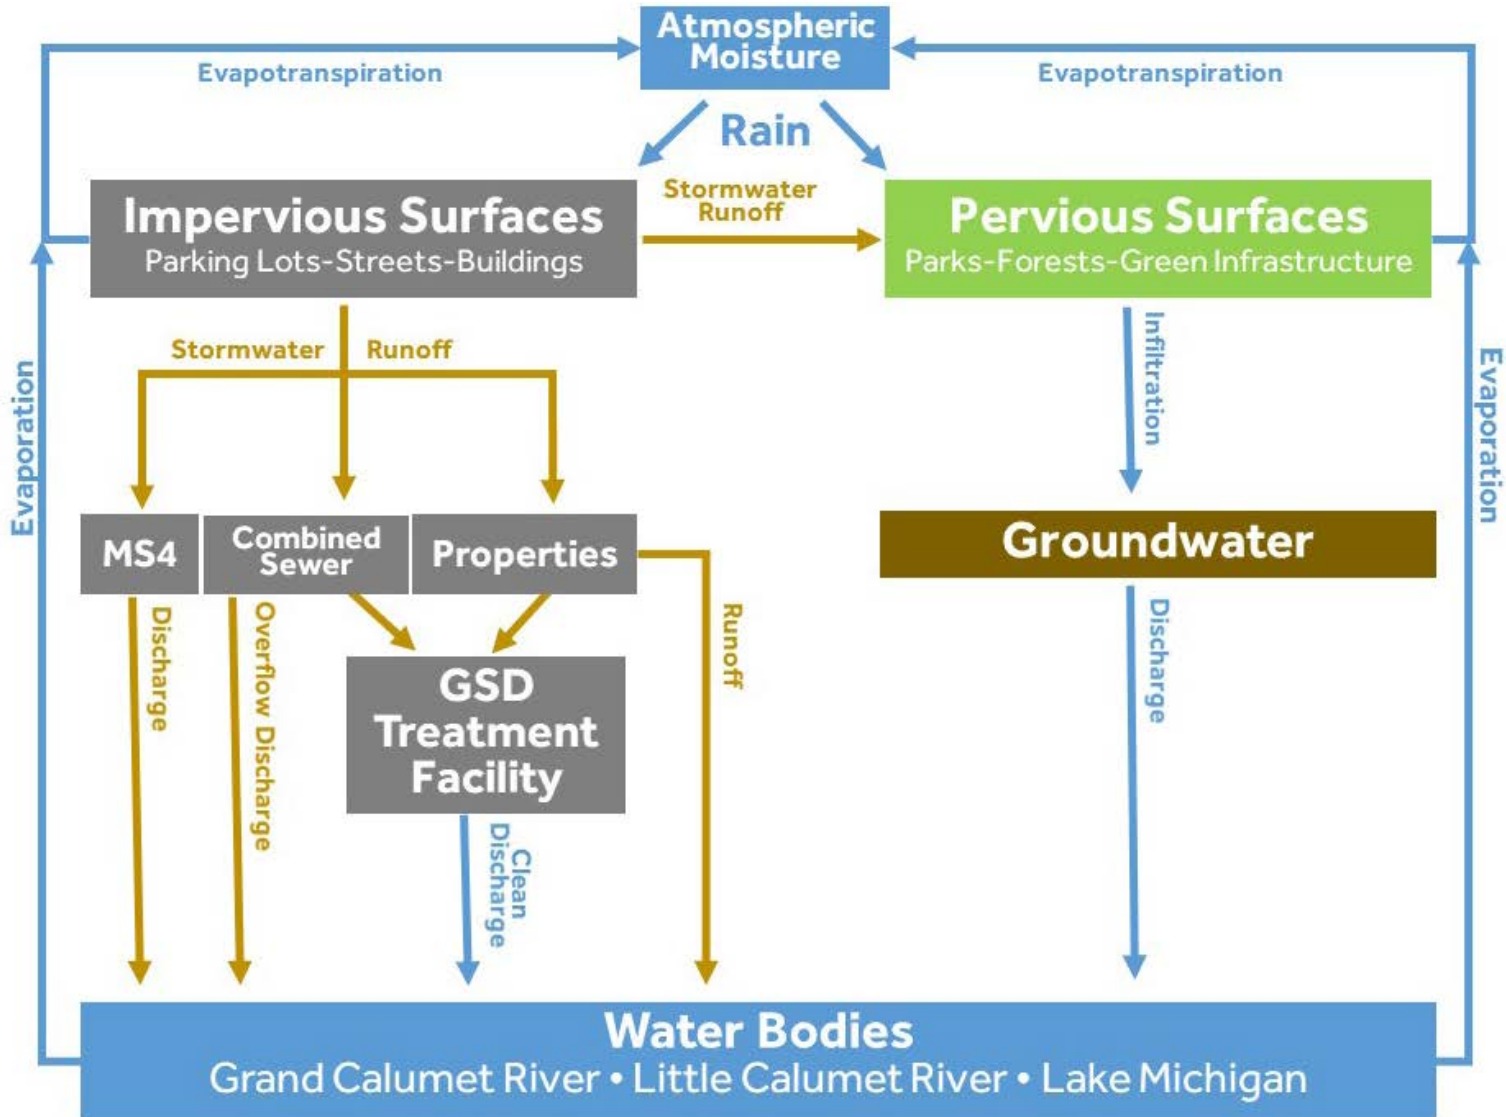 Atmospheric
Moisture
Evapotranspiration
Evapotranspiration
Rain
Impervious Surfaces
Parking Lots-Streets-Buildings
Stormwater
Runoff
Pervious Surfaces
Parks-Forests-Green Infrastructure
Stormwater Runoff
Infiltration
Evaporation
Evaporation
MS4
Combined
Sewer
Properties
Groundwater
Discharge
Overflow Discharge
Runoff
Discharge
GSD
Treatment
Facility
Clean
Discharge
Water Bodies
Grand Calumet River • Little Calumet River • Lake Michigan